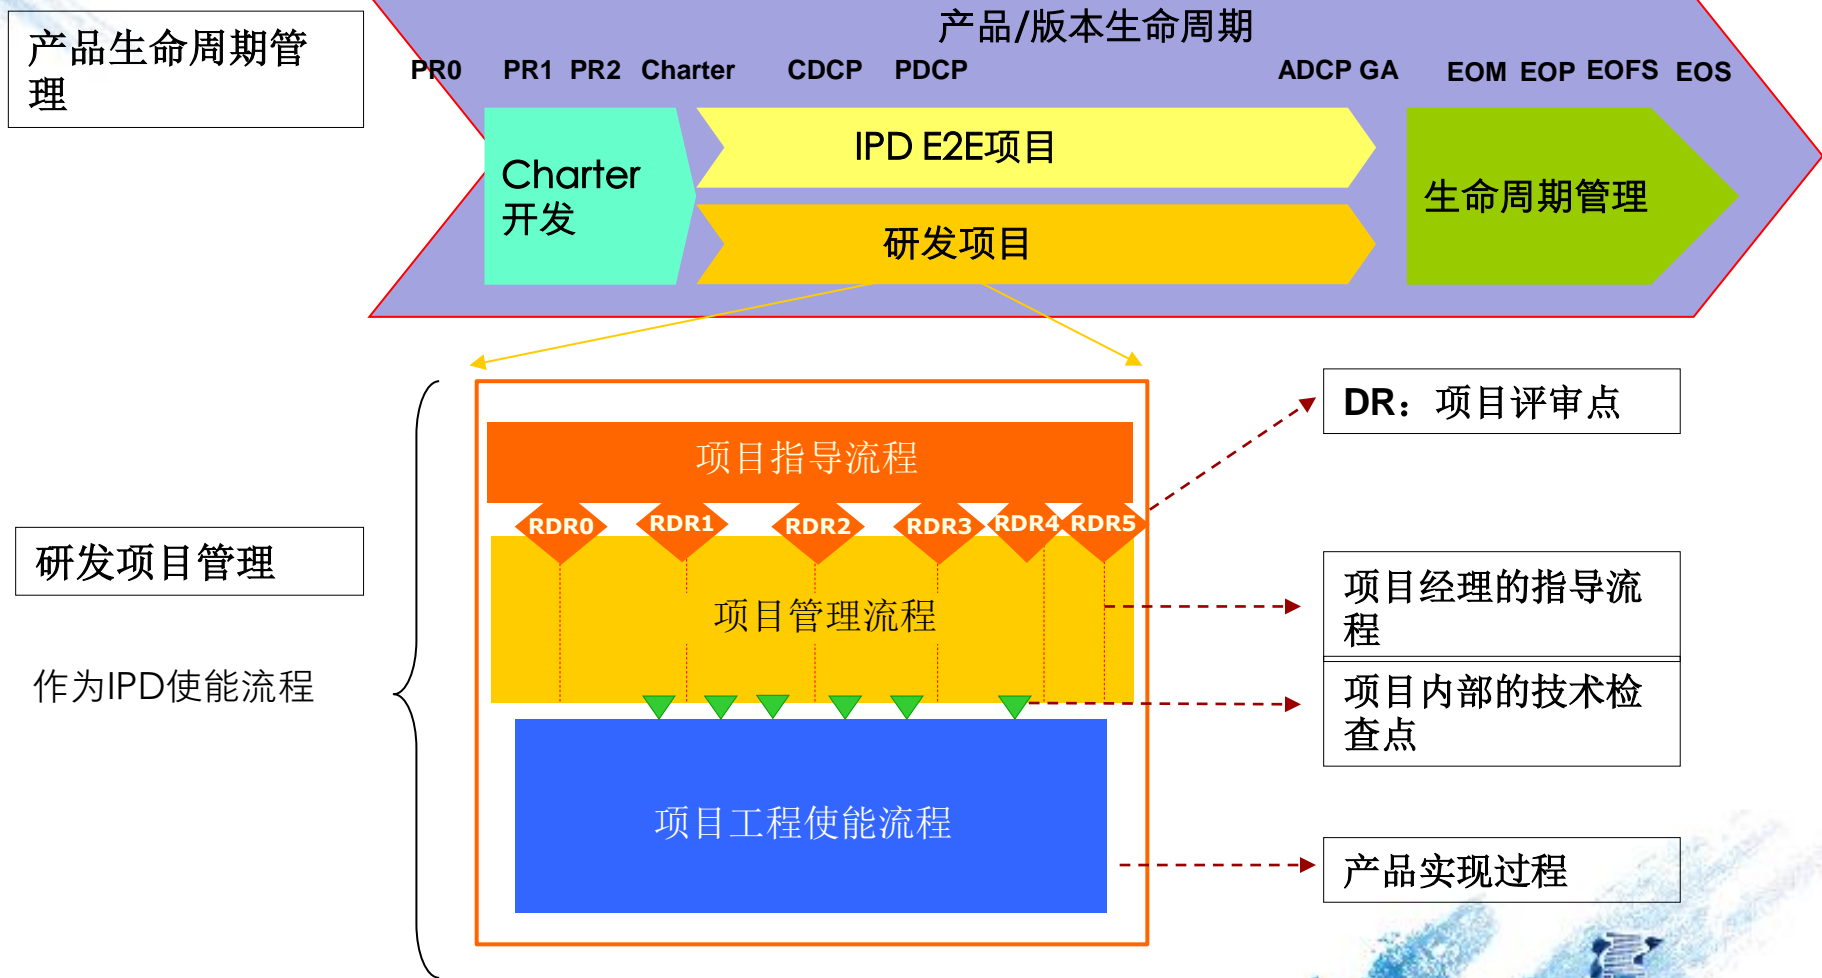 产品/版本生命周期
产品生命周期管
理
PR0 PR1 PR2 Charter CDCP PDCP ADCP GA EOM EOP EOFS EOS
IPD E2E项目
Charter
开发
生命周期管理
研发项目
DR：项目评审点
项目指导流程
RDR0 RDR1 RDR2 RDR3 RDR4 RDR5
研发项目管理
项目经理的指导流
程
项目管理流程
作为IPD使能流程
项目内部的技术检
查点
项目工程使能流程
产品实现过程